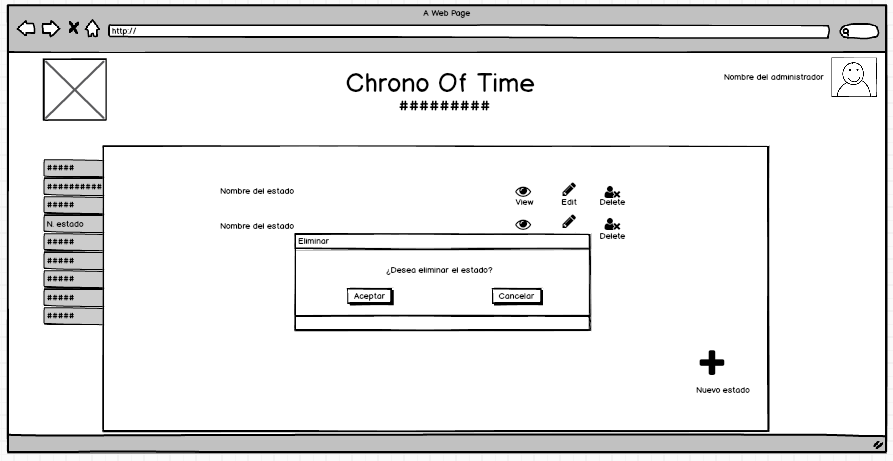 A Web Page
http://
Chrono Of Time
#########
Nombre del administrador
#####
##########
#####
N. estado
#####
#####
#####
#####
#####
Nombre del estado
View Edit Delete
Nombre del estado
Delete
Eliminar
¿Desea eliminar el estado?
Aceptar Cancelar
Nuevo estado